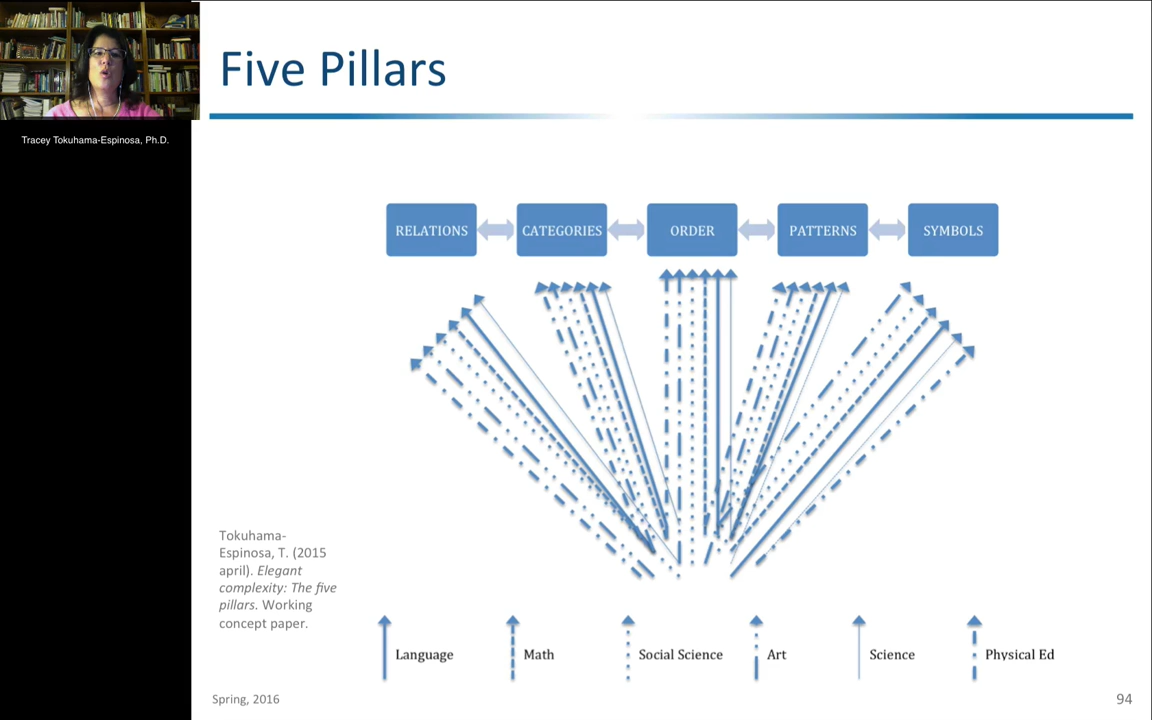 Five Pillars
Tracey Tokuhama-Espinosa, Ph.D.
RELATIONS
CATEGORIES
ORDER
PATTERNS
SYMBOLS
Tokuhama-
Espinosa, T. (2015
april). Elegant
complexity: The five
pillars. Working
concept paper.
Language
Math
Social Science
Art
Science
Physical Ed
Spring, 2016
94